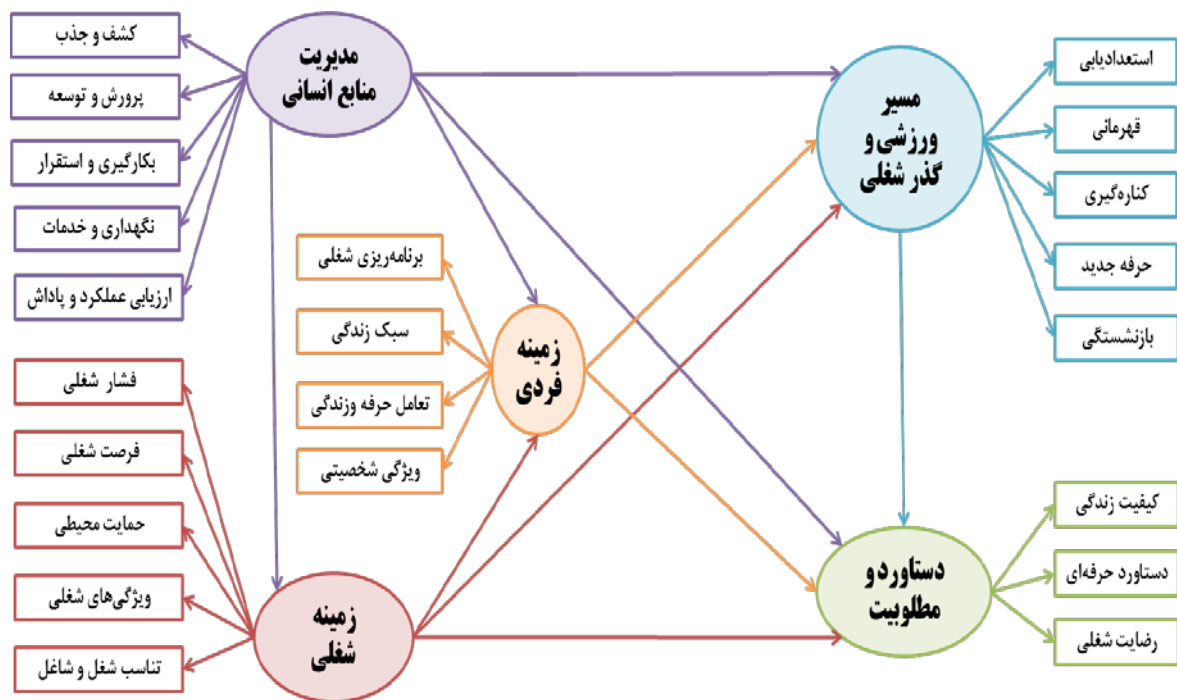 استعدادیابی
قهرمانی
کناره‌گیری
حرفه جدید
بازنشستگی
مسیر
ورزشی و
گذر شغلی
مدیریت
منابع انسانی
کشف و جذب
پرورش و توسعه
بکارگیری و استقرار
نگهداری و خدمات
ارزیابی عملکرد و پاداش
زمینه
فردی
برنامه‌ریزی شغلی
سبک زندگی
تعامل حرفه وزندگی
ویژگی شخصیتی
کیفیت زندگی
دستاورد حرفه‌ای
رضایت شغلی
دستاورد و
مطلوبیت
زمینه
شغلی
فشار شغلی
فرصت شغلی
حمایت محیطی
ویژگی‌های شغلی
تناسب شغل و شاغل